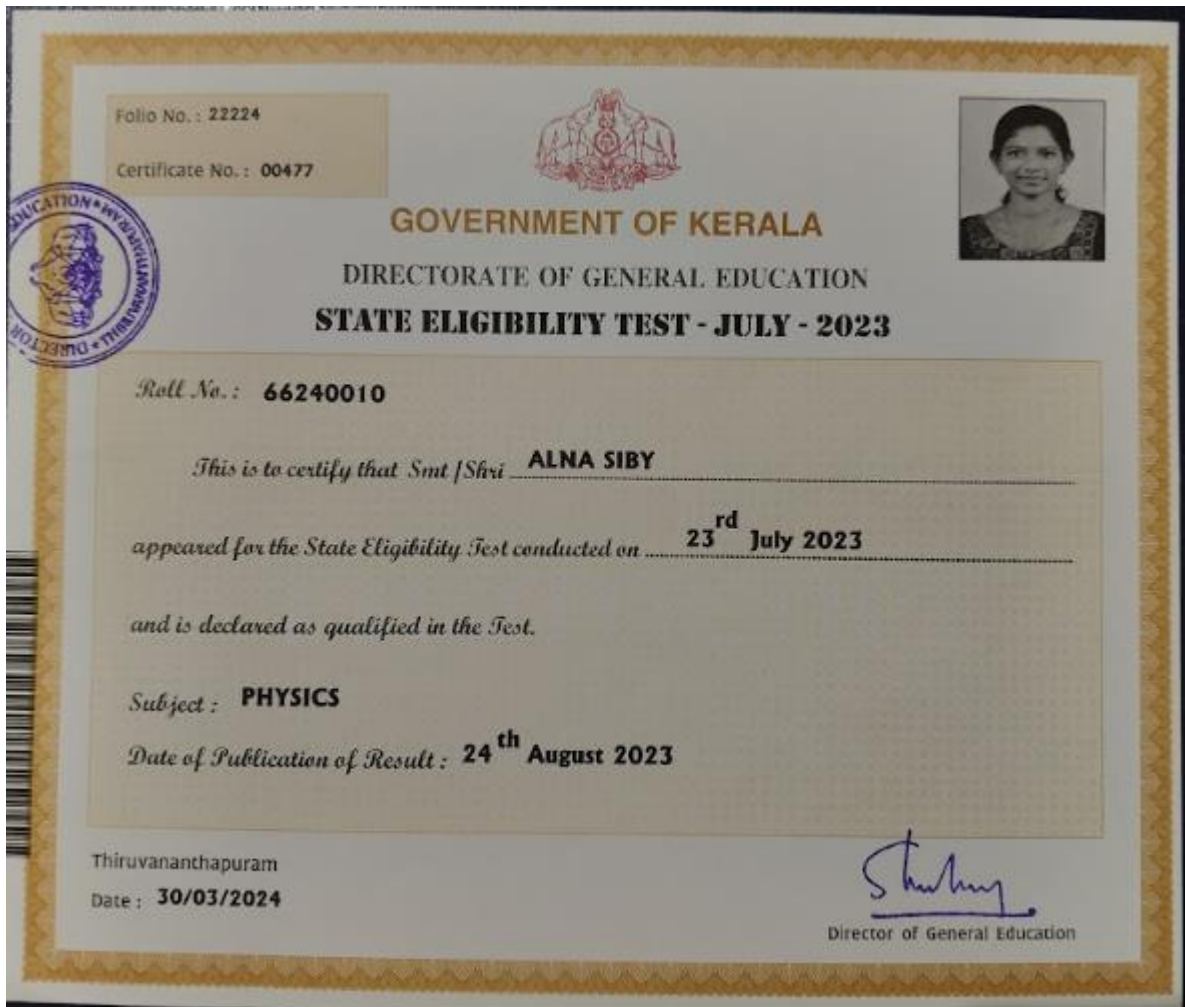 Folio No. : 22224
Certificate No. : 00477
GOVERNMENT OF KERALA
DIRECTORATE OF GENERAL EDUCATION
STATE ELIGIBILITY TEST - JULY - 2023
Roll No. : 66240010
This is to certify that Smt / Shri ALNA SIBY
appeared for the State Eligibility Test conducted on 23rd July 2023
and is declared as qualified in the Test.
Subject : PHYSICS
Date of Publication of Result : 24th August 2023
Thiruvananthapuram
Date : 30/03/2024
Director of General Education
DIRECTOR
EDUCATION
THIRUVANANTHAPURAM